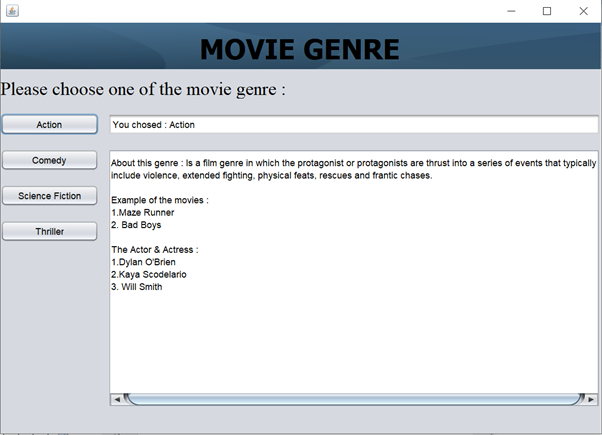 MOVIE GENRE
Please choose one of the movie genre :
Action
You chosed : Action
Comedy
Science Fiction
Thriller
About this genre : Is a film genre in which the protagonist or protagonists are thrust into a series of events that typically
include violence, extended fighting, physical feats, rescues and frantic chases.
Example of the movies :
1.Maze Runner
2. Bad Boys
The Actor & Actress :
1.Dylan O'Brien
2.Kaya Scodelario
3. Will Smith